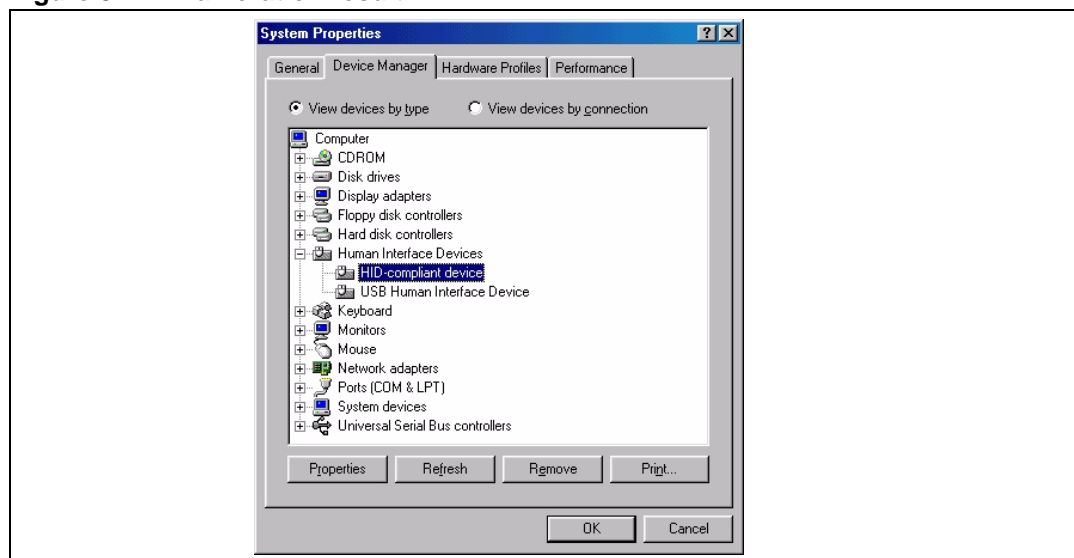 System Properties
General Device Manager Hardware Profiles Performance
View devices by type View devices by connection
Computer
CDROM
Disk drives
Display adapters
Floppy disk controllers
Hard disk controllers
Human Interface Devices
HID-compliant device
USB Human Interface Device
Keyboard
Monitors
Mouse
Network adapters
Ports (COM & LPT)
System devices
Universal Serial Bus controllers
Properties Refresh Remove Print...
OK Cancel